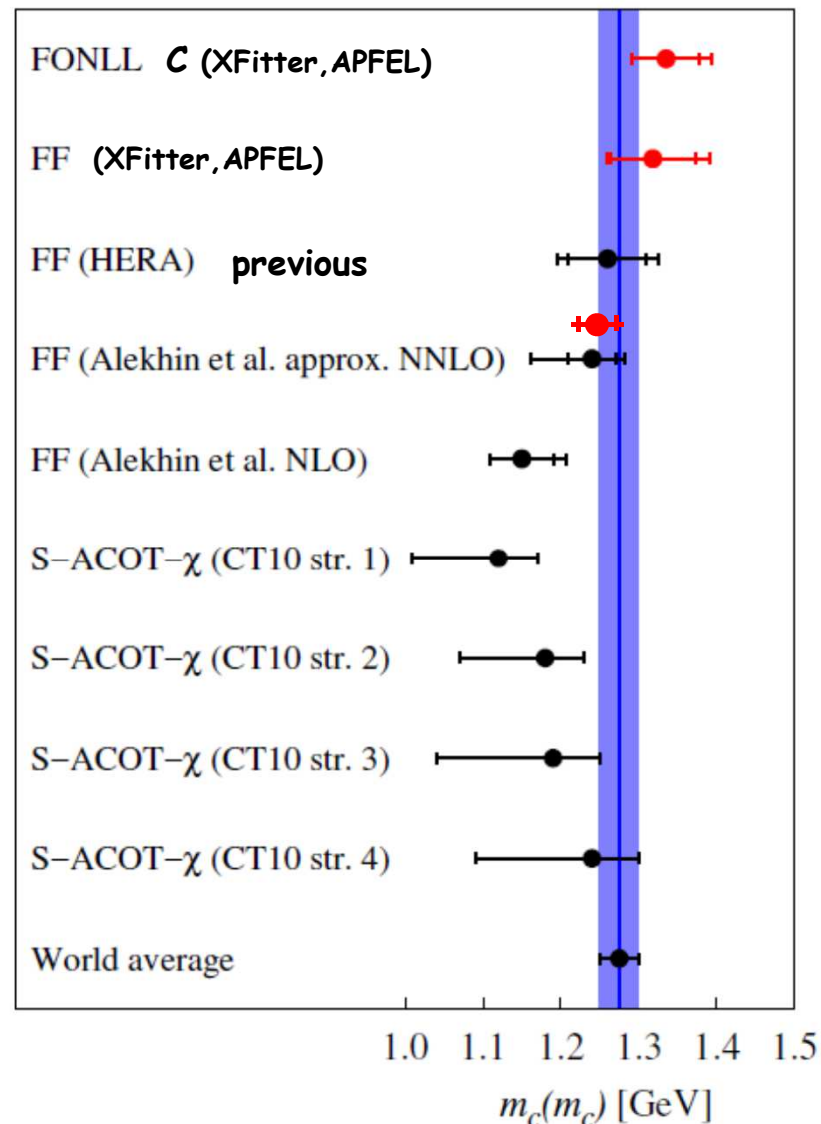 FONLL C (XFitter, APFEL)
FF (XFitter, APFEL)
FF (HERA) previous
FF (Alekhin et al. approx. NNLO)
FF (Alekhin et al. NLO)
S−ACOT−χ (CT10 str. 1)
S−ACOT−χ (CT10 str. 2)
S−ACOT−χ (CT10 str. 3)
S−ACOT−χ (CT10 str. 4)
World average
1.0 1.1 1.2 1.3 1.4 1.5
m_c(m_c) [GeV]